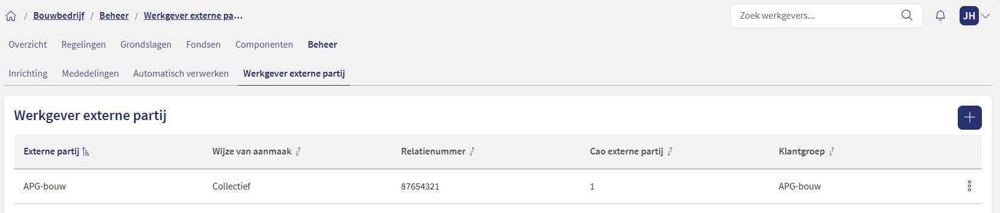 / Bouwbedrijf / Beheer / Werkgever externe pa... Zoek werkgevers... JH
Overzicht Regelingen Grondslagen Fondsen Componenten Beheer
Inrichting Mededelingen Automatisch verwerken Werkgever externe partij
Werkgever externe partij
Externe partij Wijze van aanmaak Relatienummer Cao externe partij Klantgroep
APG-bouw Collectief 87654321 1 APG-bouw